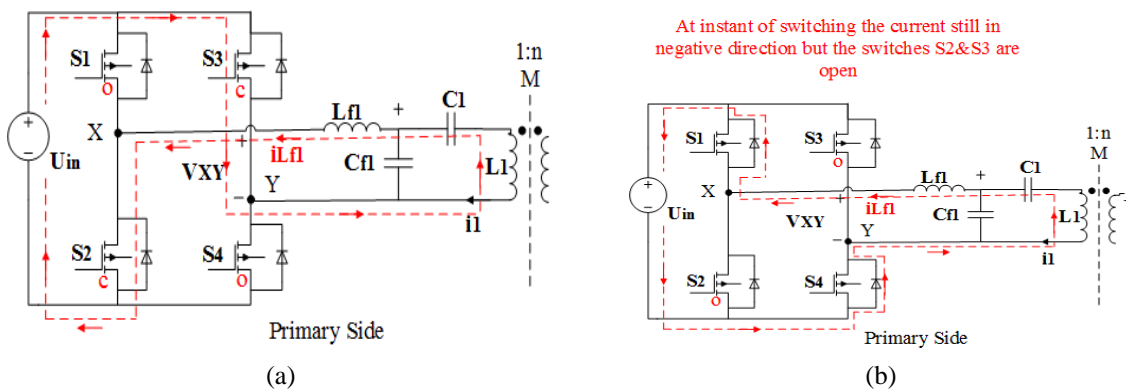 S1
o
S3
c
1:n
M
Lf1
+
C1
X
+
iLf1
Uin
VXY
Cf1
L1
Y
−
i1
S2
c
S4
o
Primary Side
(a)
At instant of switching the current still in
negative direction but the switches S2&S3 are
open
S1
S3
o
1:n
M
X
Lf1
+
C1
+
iLf1
Uin
VXY
Cf1
L1
Y
−
i1
S2
o
S4
Primary Side
(b)